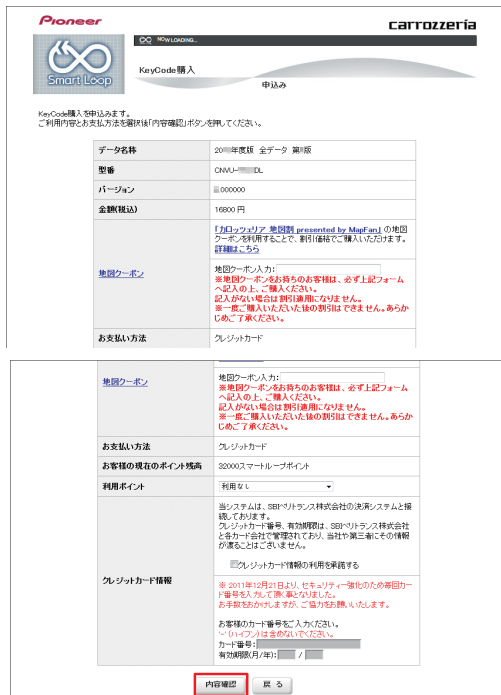 Pioneer
carrozzeria
NOW LOADING...
Smart Loop
KeyCode購入
申込み
KeyCode購入を申込みます。
ご利用内容とお支払方法を選択後「内容確認」ボタンを押してください。
データ名称 20 年度版 全データ 第 版
型番 CNVU- DL
バージョン .000000
金額(税込) 16800 円
「カロッツェリア 地図割 presented by MapFan」の地図
クーポンを利用することで、割引価格でご購入いただけます。
詳細はこちら
地図クーポン
地図クーポン入力:
※地図クーポンをお持ちのお客様は、必ず上記フォーム
へ記入の上、ご購入ください。
記入がない場合は割引適用になりません。
※一度ご購入いただいた後の割引はできません。あらか
じめご了承ください。
お支払い方法 クレジットカード
地図クーポン
地図クーポン入力:
※地図クーポンをお持ちのお客様は、必ず上記フォーム
へ記入の上、ご購入ください。
記入がない場合は割引適用になりません。
※一度ご購入いただいた後の割引はできません。あらか
じめご了承ください。
お支払い方法 クレジットカード
お客様の現在のポイント残高 32000スマートループポイント
利用ポイント 利用なし
クレジットカード情報
当システムは、SBIベリトランス株式会社の決済システムと接
続しております。
クレジットカード番号、有効期限は、SBIベリトランス株式会社
と各カード会社で管理されており、当社や第三者にその情報
が渡ることはございません。
クレジットカード情報の利用を承諾する
※ 2011年12月21日より、セキュリティー強化のため毎回カー
ド番号を入力して頂く事となりました。
お手数をおかけしますが、ご協力をお願いいたします。
お客様のカード番号をご入力ください。
'-' (ハイフン)は含めないでください。
カード番号:
有効期限(月/年): /
内容確認 戻 る